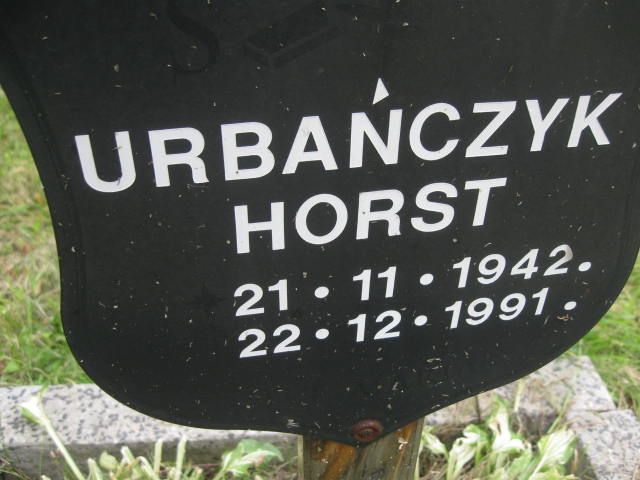 URBAŃCZYK
HORST
21 • 11 • 1942.
22 • 12 • 1991.